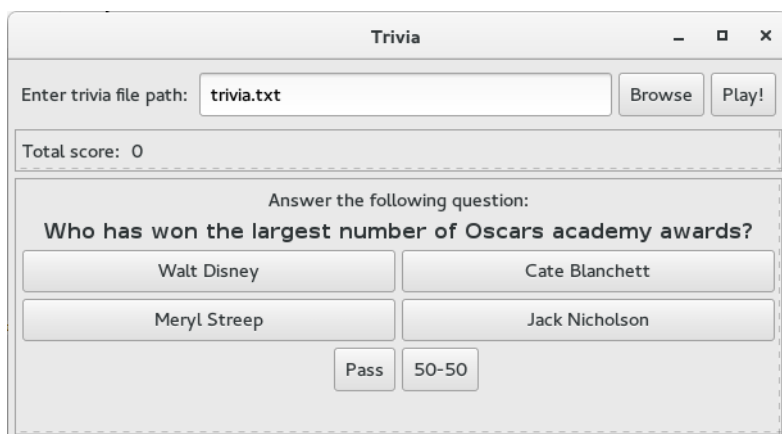 Trivia
Enter trivia file path: trivia.txt Browse Play!
Total score: 0
Answer the following question:
Who has won the largest number of Oscars academy awards?
Walt Disney Cate Blanchett
Meryl Streep Jack Nicholson
Pass 50-50